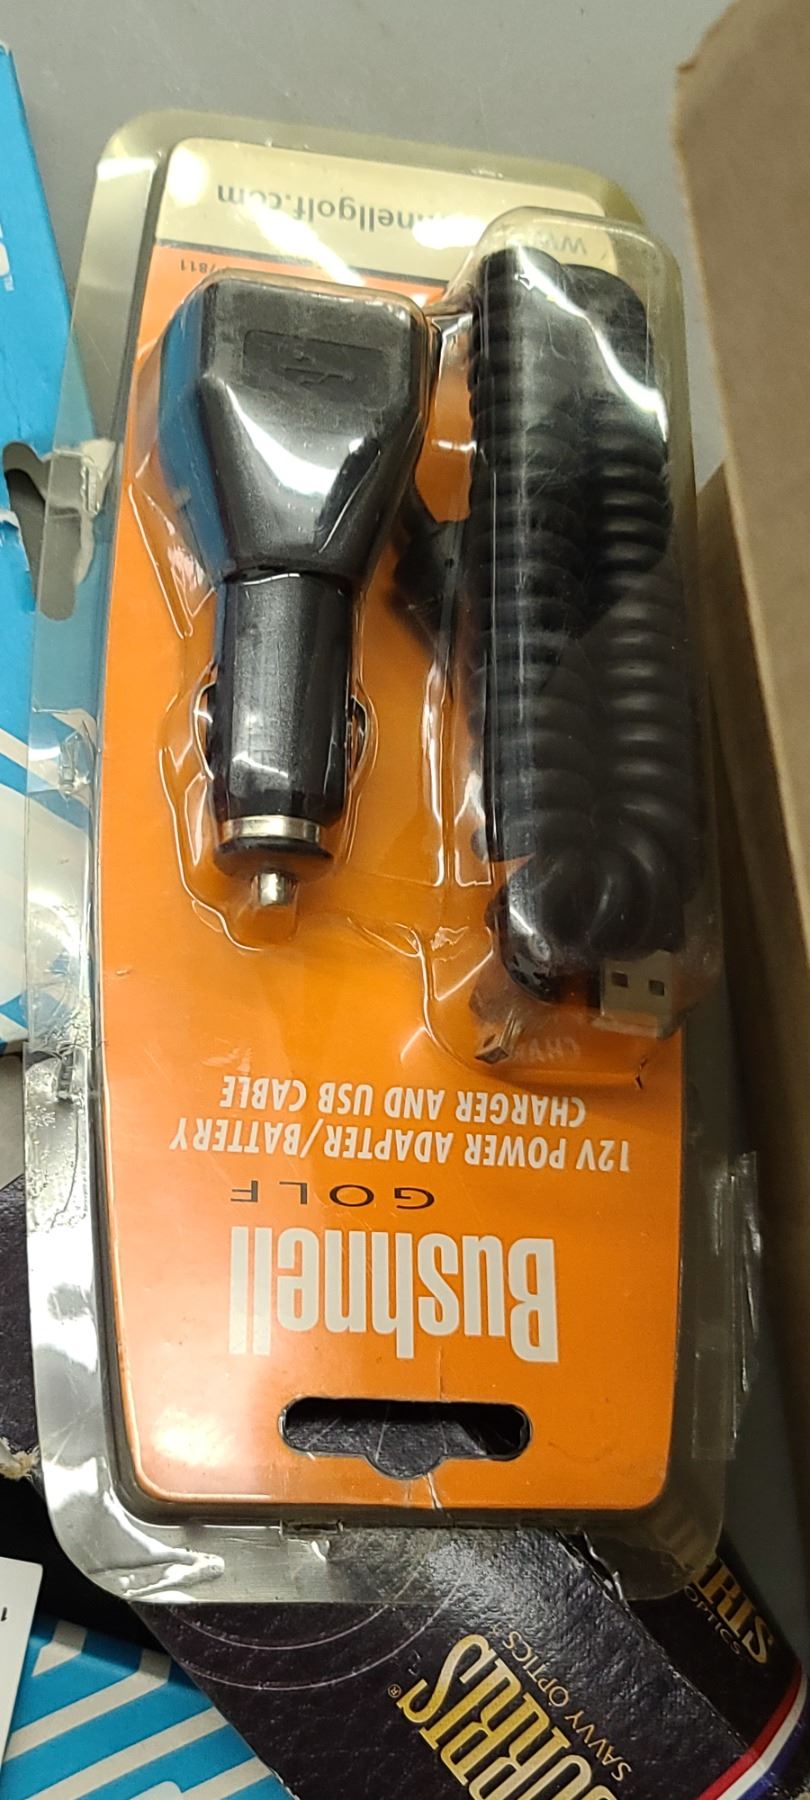 Bushnell
GOLF
12V POWER ADAPTER/BATTERY
CHARGER AND USB CABLE
BURRIS®
SAVVY OPTICS